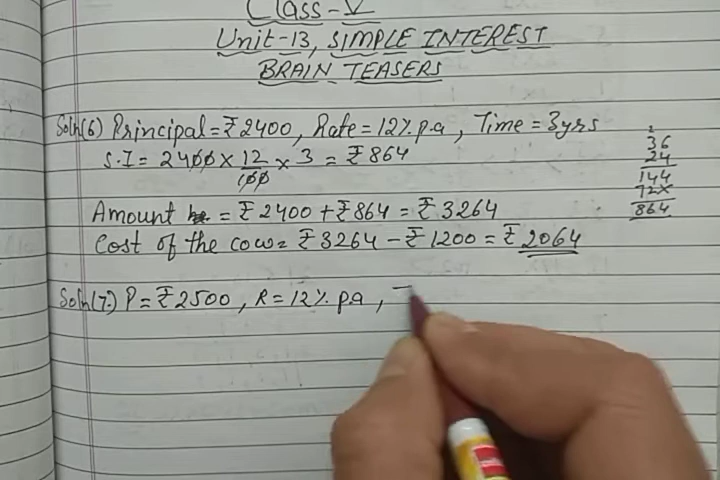 Class-V
Unit-13, SIMPLE INTEREST
BRAIN TEASERS
Soln(6) Principal=₹2400, Rate=12% p.a, Time=3yrs
S.I = 2400 × 12/100 × 3 = ₹864
Amount = ₹2400+₹864=₹3264
Cost of the cow= ₹3264-₹1200=₹2064
Soln(7.) P=₹2500, R=12% p.a,
2
36
24
144
72×
864